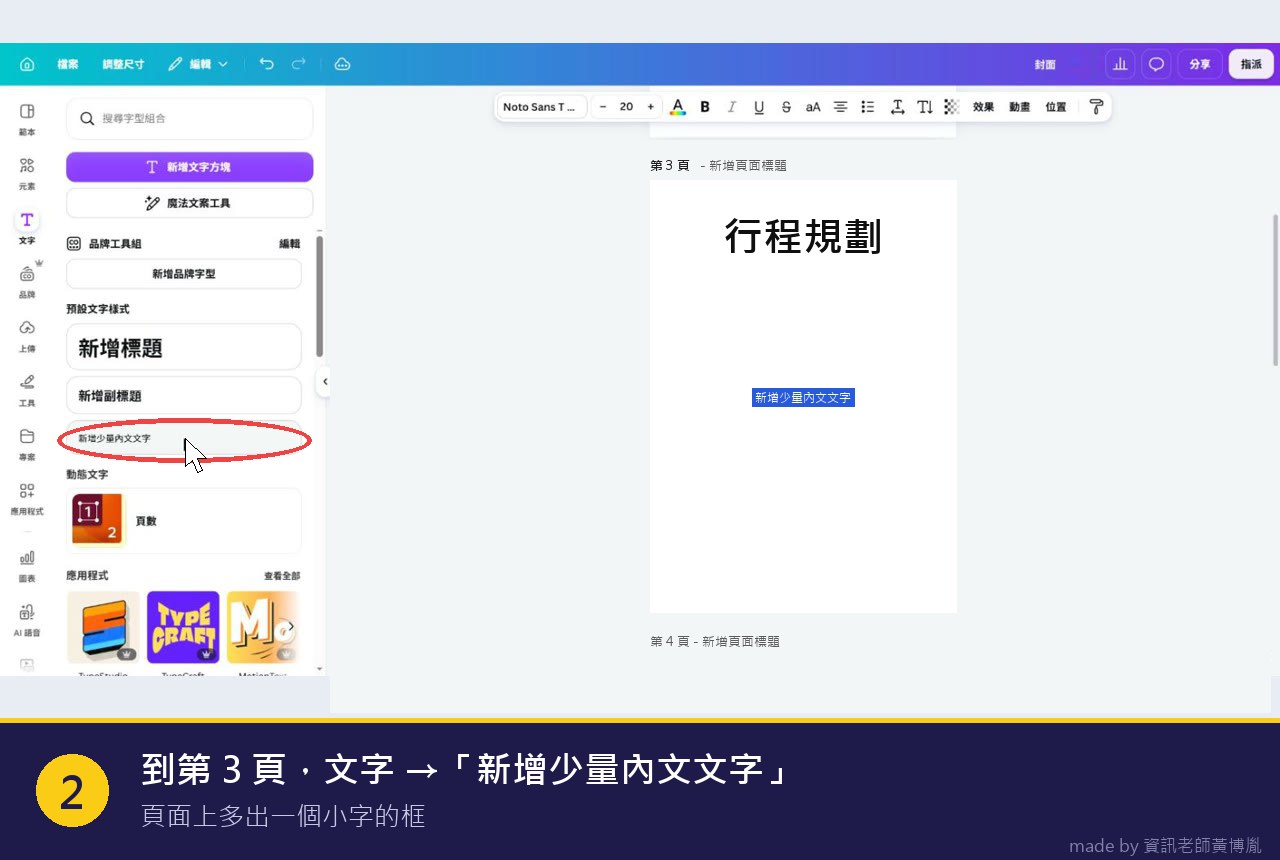 檔案 調整尺寸 編輯 封面 分享 指派
Noto Sans T ... − 20 + A B I U S aA 效果 動畫 位置
範本
元素
文字
品牌
上傳
工具
專案
應用程式
圖表
AI 語音
搜尋字型組合
新增文字方塊
魔法文案工具
品牌工具組 編輯
新增品牌字型
預設文字樣式
新增標題
新增副標題
新增少量內文文字
動態文字
1 2 頁數
應用程式 查看全部
TYPE CRAFT
Mo
TypeStudio TypeCraft MotionText
第 3 頁 - 新增頁面標題
行程規劃
新增少量內文文字
第 4 頁 - 新增頁面標題
2
到第 3 頁，文字 →「新增少量內文文字」
頁面上多出一個小字的框
made by 資訊老師黃博胤